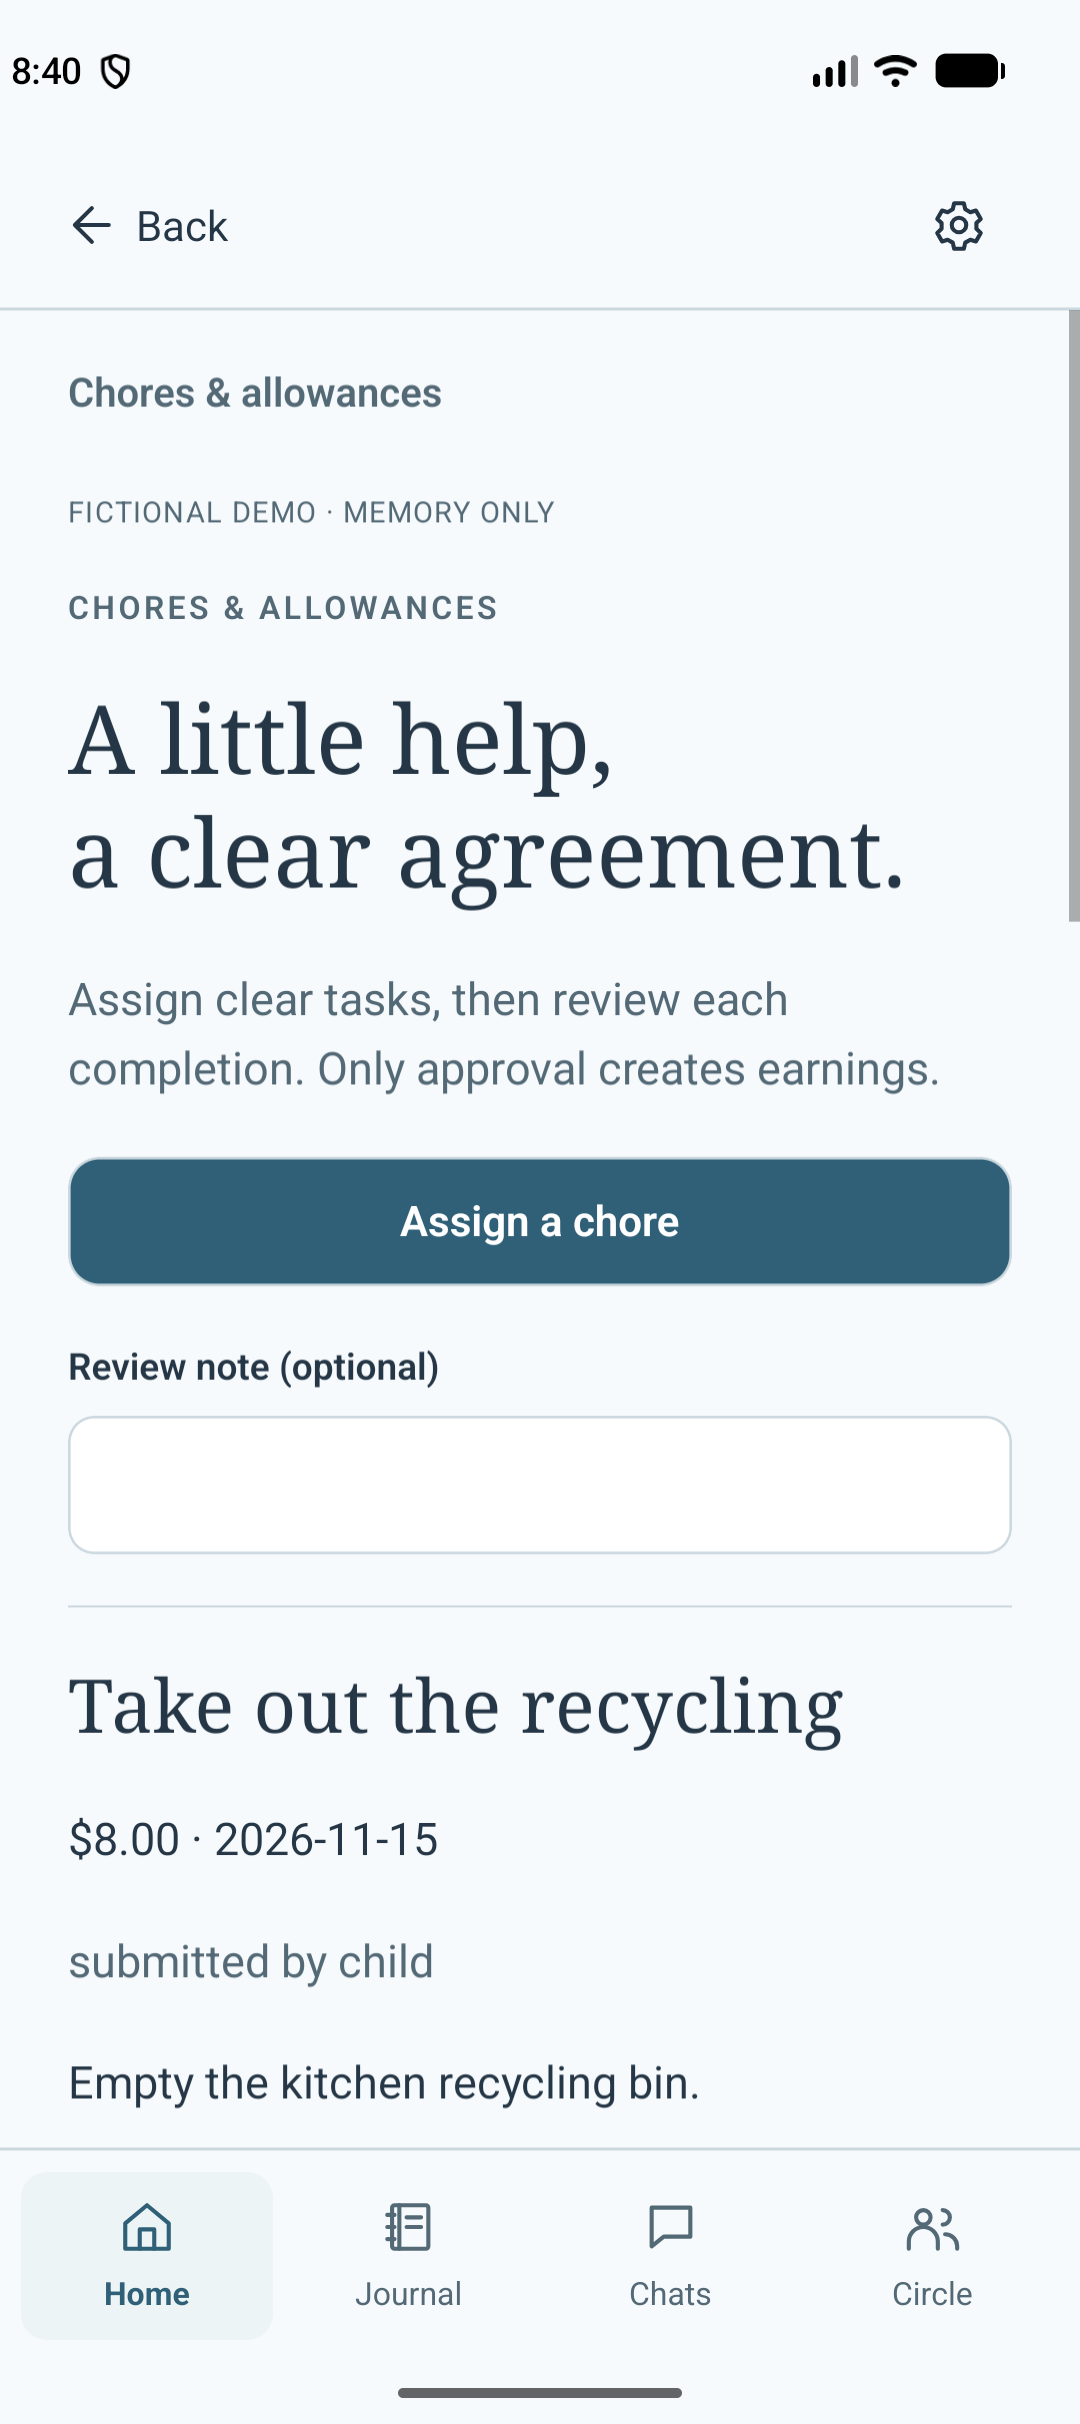 8:40
Back
Chores & allowances
FICTIONAL DEMO · MEMORY ONLY
CHORES & ALLOWANCES
A little help,
a clear agreement.
Assign clear tasks, then review each
completion. Only approval creates earnings.
Assign a chore
Review note (optional)
Take out the recycling
$8.00 · 2026-11-15
submitted by child
Empty the kitchen recycling bin.
Home
Journal
Chats
Circle